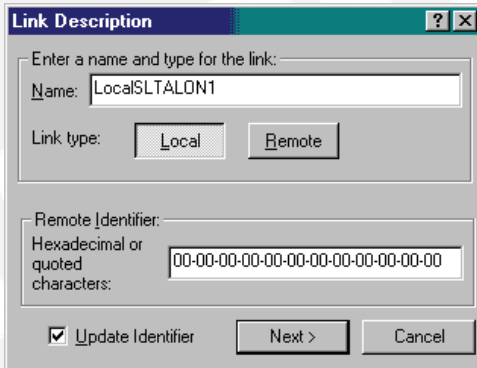 Link Description
Enter a name and type for the link:
Name: LocalSLTALON1
Link type: Local Remote
Remote Identifier:
Hexadecimal or
quoted
characters: 00-00-00-00-00-00-00-00-00-00-00-00
Update Identifier Next > Cancel